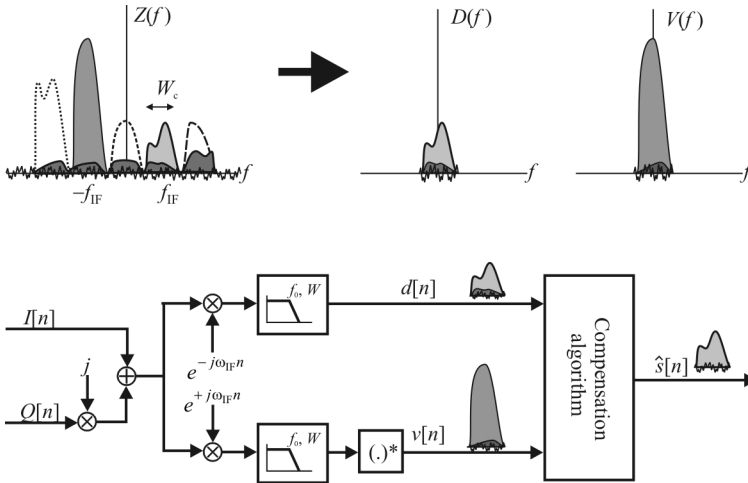 Z(f)
D(f)
V(f)
W_c
f
f
f
−f_IF
f_IF
I[n]
j
Q[n]
e^{−jω_IF n}
e^{+jω_IF n}
f_0, W
f_0, W
(.)*
d[n]
v[n]
Compensation
algorithm
ŝ[n]